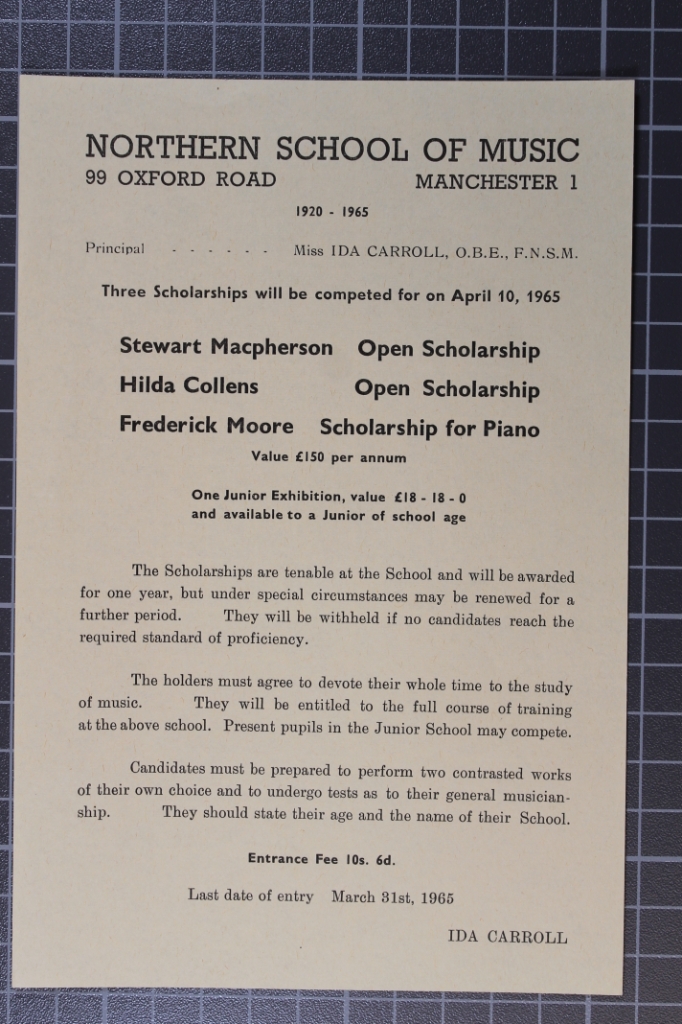 NORTHERN SCHOOL OF MUSIC
99 OXFORD ROAD MANCHESTER 1
1920 - 1965
Principal - - - - - - Miss IDA CARROLL, O.B.E., F.N.S.M.
Three Scholarships will be competed for on April 10, 1965
Stewart Macpherson Open Scholarship
Hilda Collens Open Scholarship
Frederick Moore Scholarship for Piano
Value £150 per annum
One Junior Exhibition, value £18 - 18 - 0
and available to a Junior of school age
The Scholarships are tenable at the School and will be awarded
for one year, but under special circumstances may be renewed for a
further period. They will be withheld if no candidates reach the
required standard of proficiency.
The holders must agree to devote their whole time to the study
of music. They will be entitled to the full course of training
at the above school. Present pupils in the Junior School may compete.
Candidates must be prepared to perform two contrasted works
of their own choice and to undergo tests as to their general musician-
ship. They should state their age and the name of their School.
Entrance Fee 10s. 6d.
Last date of entry March 31st, 1965
IDA CARROLL